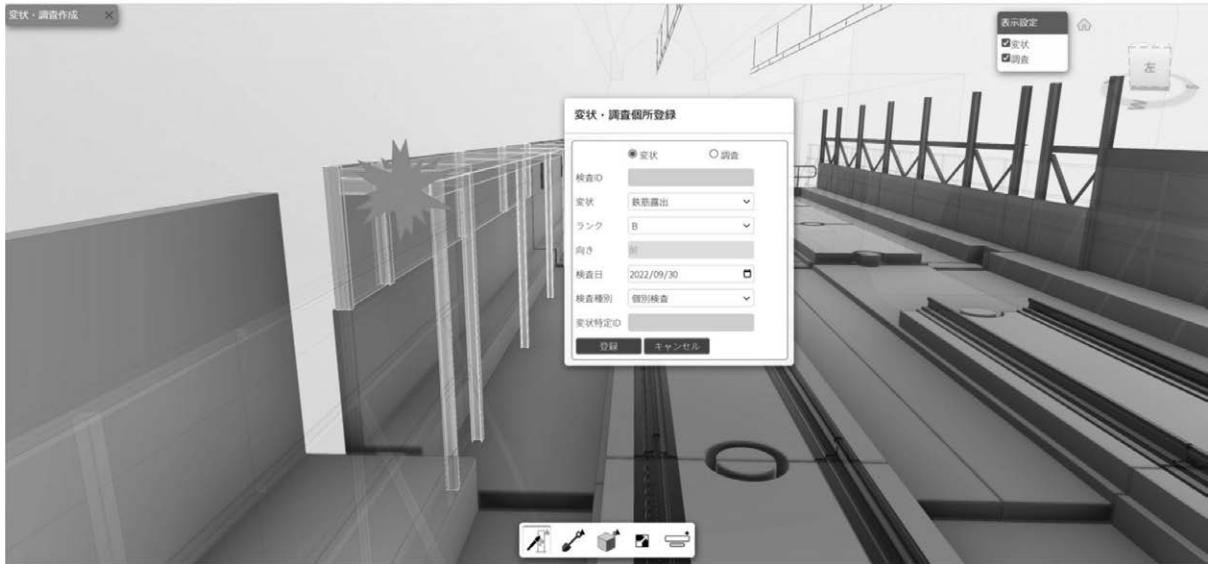 変状・調査作成 ×
表示設定
変状
調査
左
変状・調査個所登録
変状 調査
検査ID
変状 鉄筋露出
ランク B
向き 前
検査日 2022/09/30
検査種別 個別検査
変状特定ID
登録 キャンセル